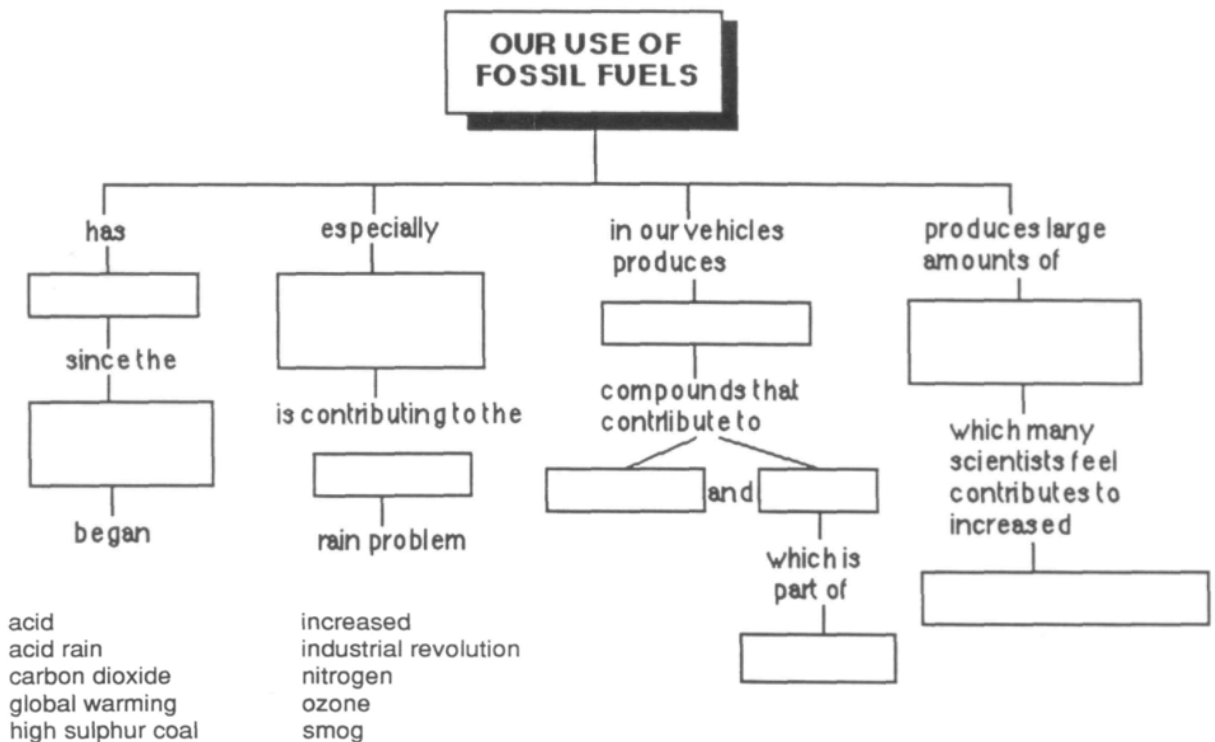 OUR USE OF
FOSSIL FUELS
has
since the
began
especially
is contributing to the
rain problem
in our vehicles
produces
compounds that
contrlibute to
and
which is
part of
produces large
amounts of
which many
scientists feel
contributes to
increased
acid
acid rain
carbon dioxide
global warming
high sulphur coal
increased
industrial revolution
nitrogen
ozone
smog